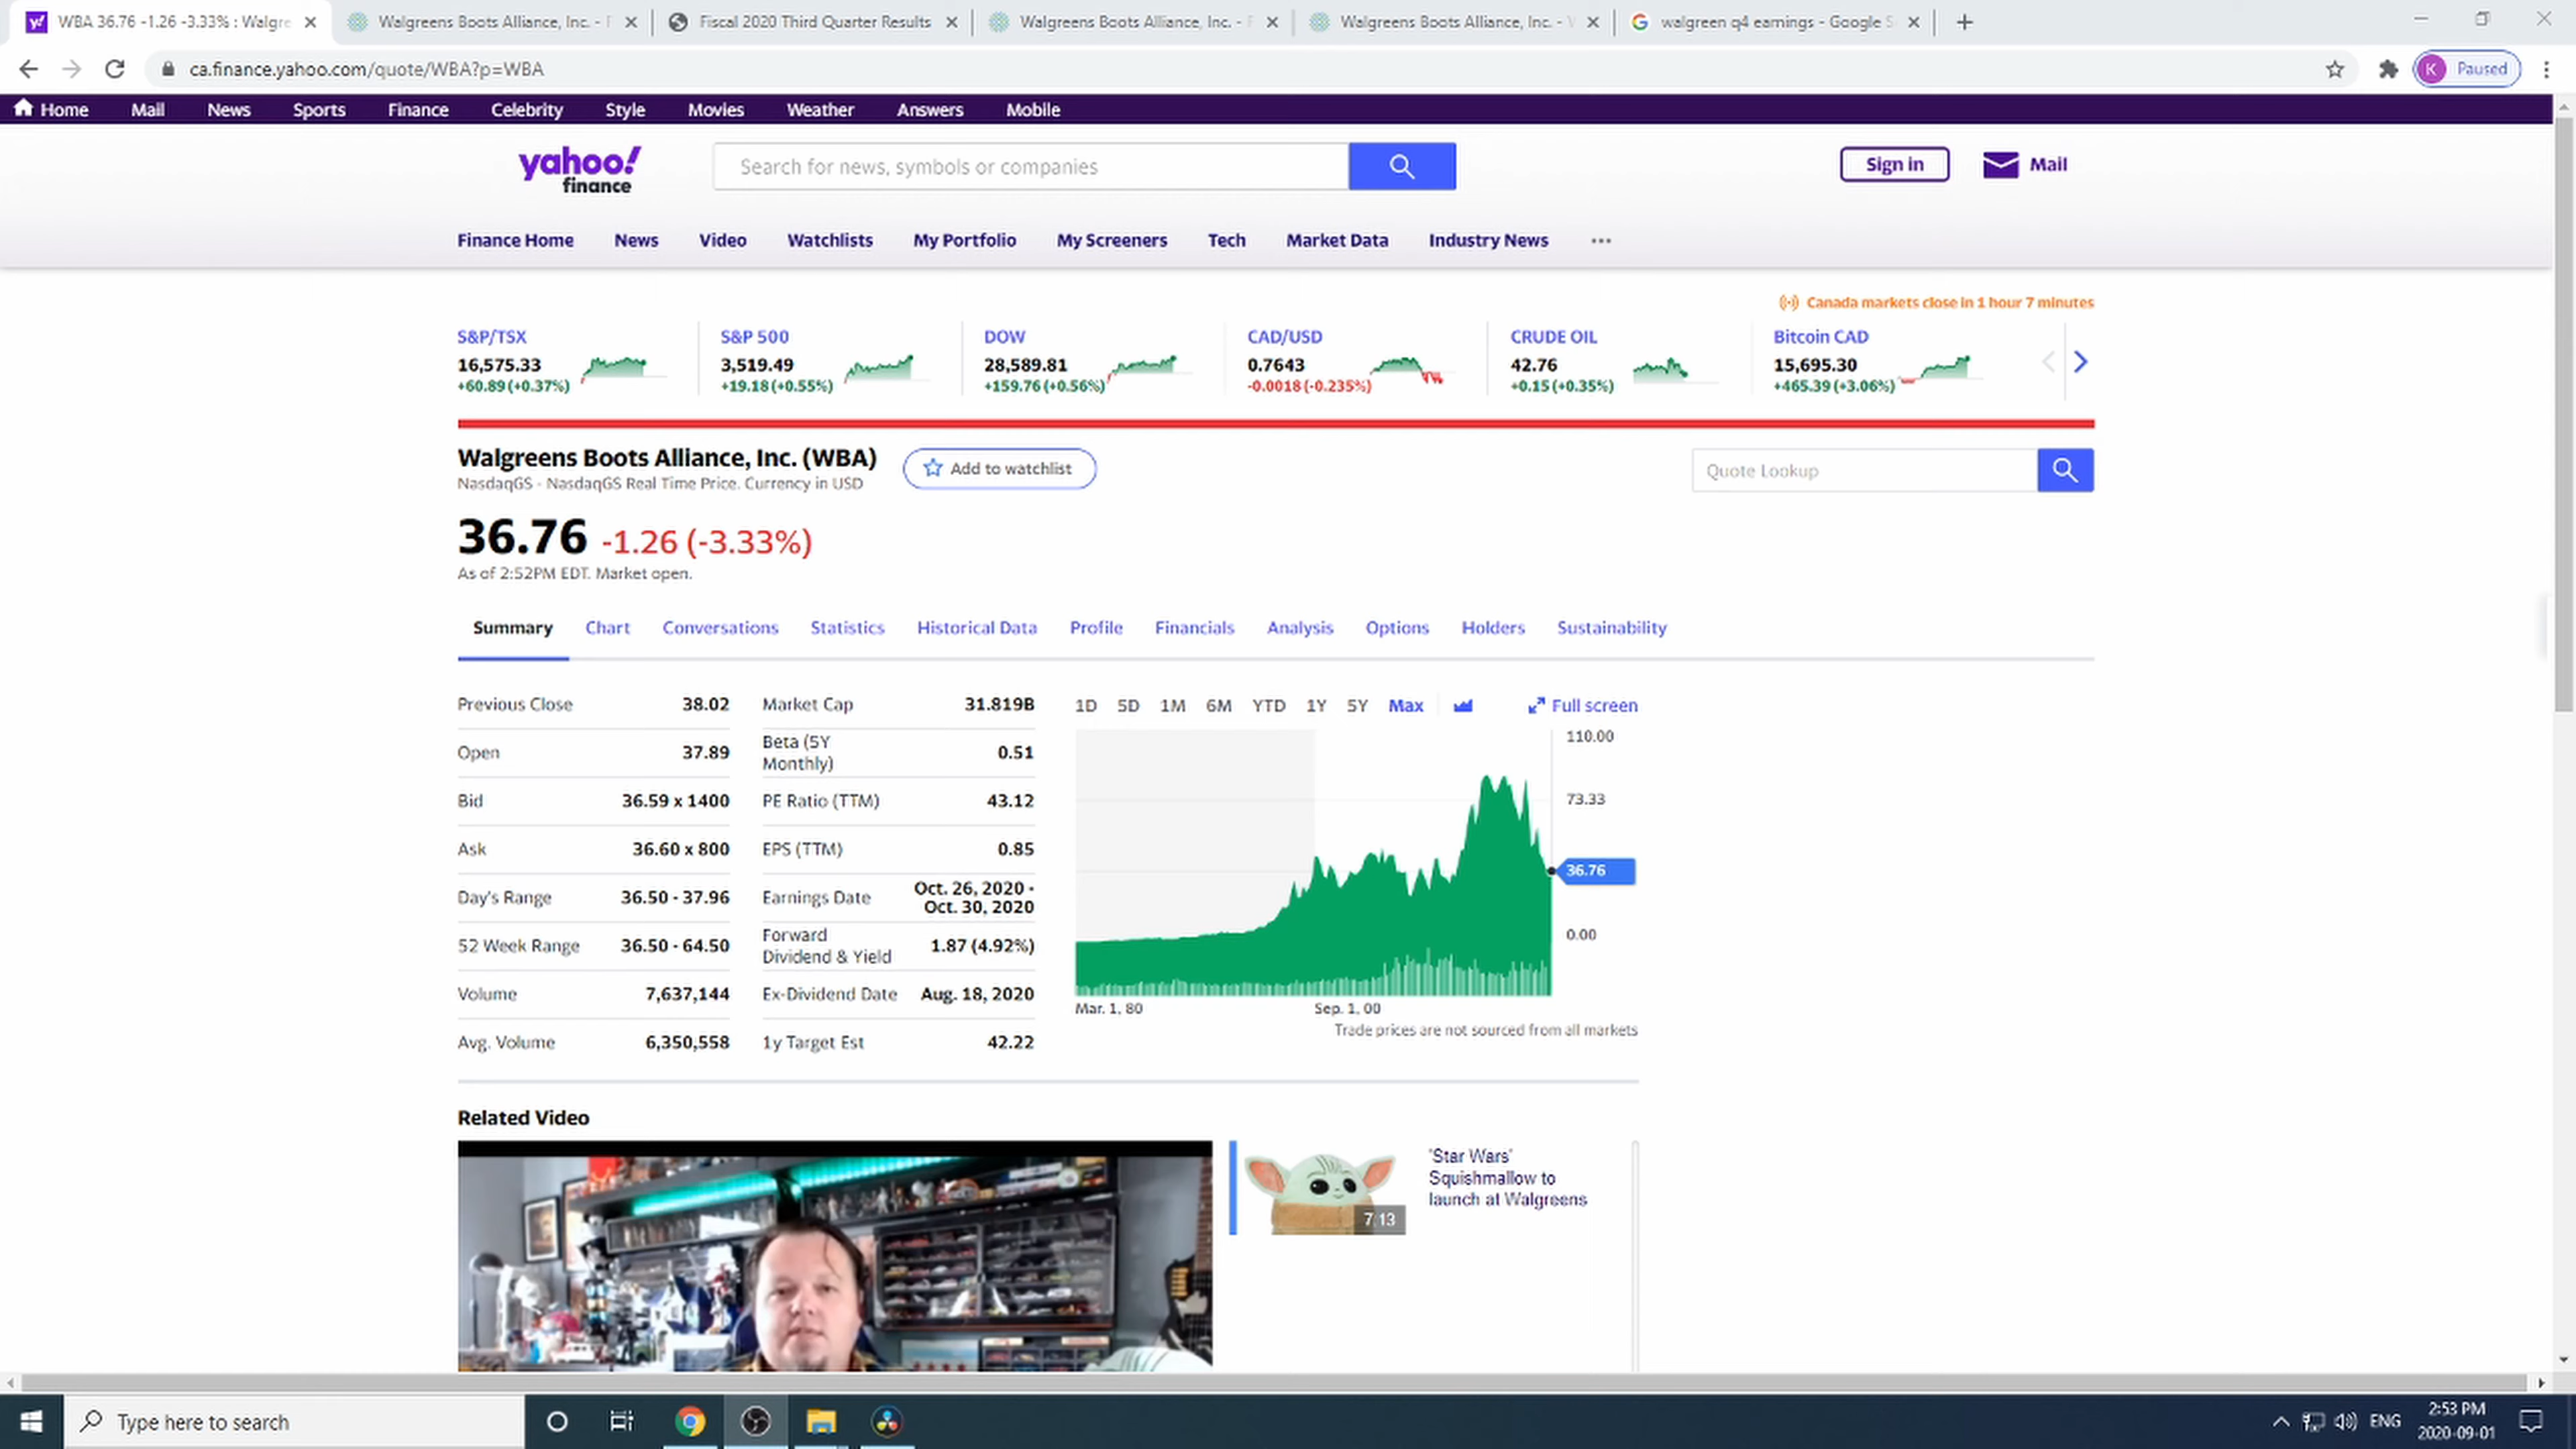 WBA 36.76 -1.26 -3.33% : Walgre
Walgreens Boots Alliance, Inc. -
Fiscal 2020 Third Quarter Results
Walgreens Boots Alliance, Inc. -
Walgreens Boots Alliance, Inc. -
walgreen q4 earnings - Google S
ca.finance.yahoo.com/quote/WBA?p=WBA
K Paused
Home Mail News Sports Finance Celebrity Style Movies Weather Answers Mobile
yahoo!
finance
Search for news, symbols or companies
Sign in
Mail
Finance Home News Video Watchlists My Portfolio My Screeners Tech Market Data Industry News ...
Canada markets close in 1 hour 7 minutes
S&P/TSX
16,575.33
+60.89 (+0.37%)
S&P 500
3,519.49
+19.18 (+0.55%)
DOW
28,589.81
+159.76 (+0.56%)
CAD/USD
0.7643
-0.0018 (-0.235%)
CRUDE OIL
42.76
+0.15 (+0.35%)
Bitcoin CAD
15,695.30
+465.39 (+3.06%)
Walgreens Boots Alliance, Inc. (WBA)
NasdaqGS - NasdaqGS Real Time Price. Currency in USD
Add to watchlist
Quote Lookup
36.76 -1.26 (-3.33%)
As of 2:52PM EDT. Market open.
Summary Chart Conversations Statistics Historical Data Profile Financials Analysis Options Holders Sustainability
Previous Close 38.02
Open 37.89
Bid 36.59 x 1400
Ask 36.60 x 800
Day's Range 36.50 - 37.96
52 Week Range 36.50 - 64.50
Volume 7,637,144
Avg. Volume 6,350,558
Market Cap 31.819B
Beta (5Y
Monthly) 0.51
PE Ratio (TTM) 43.12
EPS (TTM) 0.85
Earnings Date Oct. 26, 2020 -
Oct. 30, 2020
Forward
Dividend & Yield 1.87 (4.92%)
Ex-Dividend Date Aug. 18, 2020
1y Target Est 42.22
1D 5D 1M 6M YTD 1Y 5Y Max
Full screen
110.00
73.33
36.76
0.00
Mar. 1, 80 Sep. 1, 00
Trade prices are not sourced from all markets
Related Video
7:13
'Star Wars'
Squishmallow to
launch at Walgreens
Type here to search
ENG
2:53 PM
2020-09-01